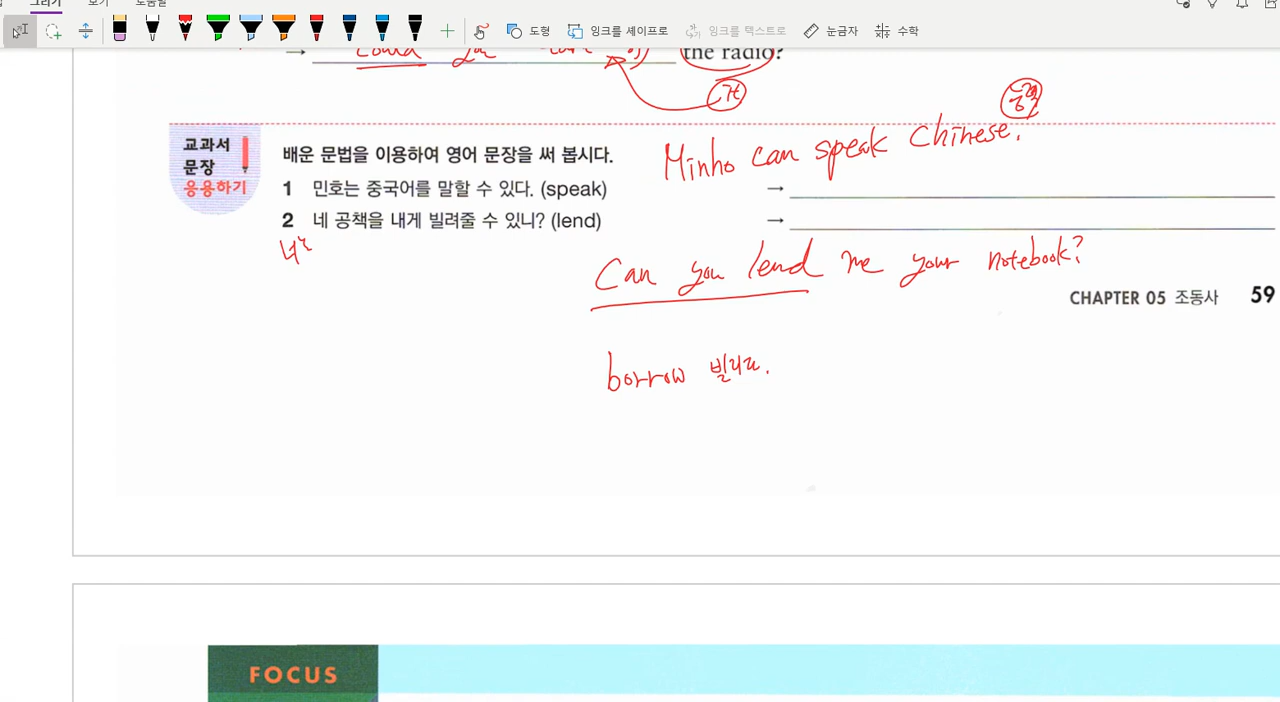 그리기 보기 도움말
도형 잉크를 셰이프로 잉크를 텍스트로 눈금자 수학
→ Could you the radio?
교과서
문장
응용하기
배운 문법을 이용하여 영어 문장을 써 봅시다.
Minho can speak Chinese.
1 민호는 중국어를 말할 수 있다. (speak) →
2 네 공책을 내게 빌려줄 수 있니? (lend) →
너는
Can you lend me your notebook?
CHAPTER 05 조동사 59
borrow 빌리다.
FOCUS